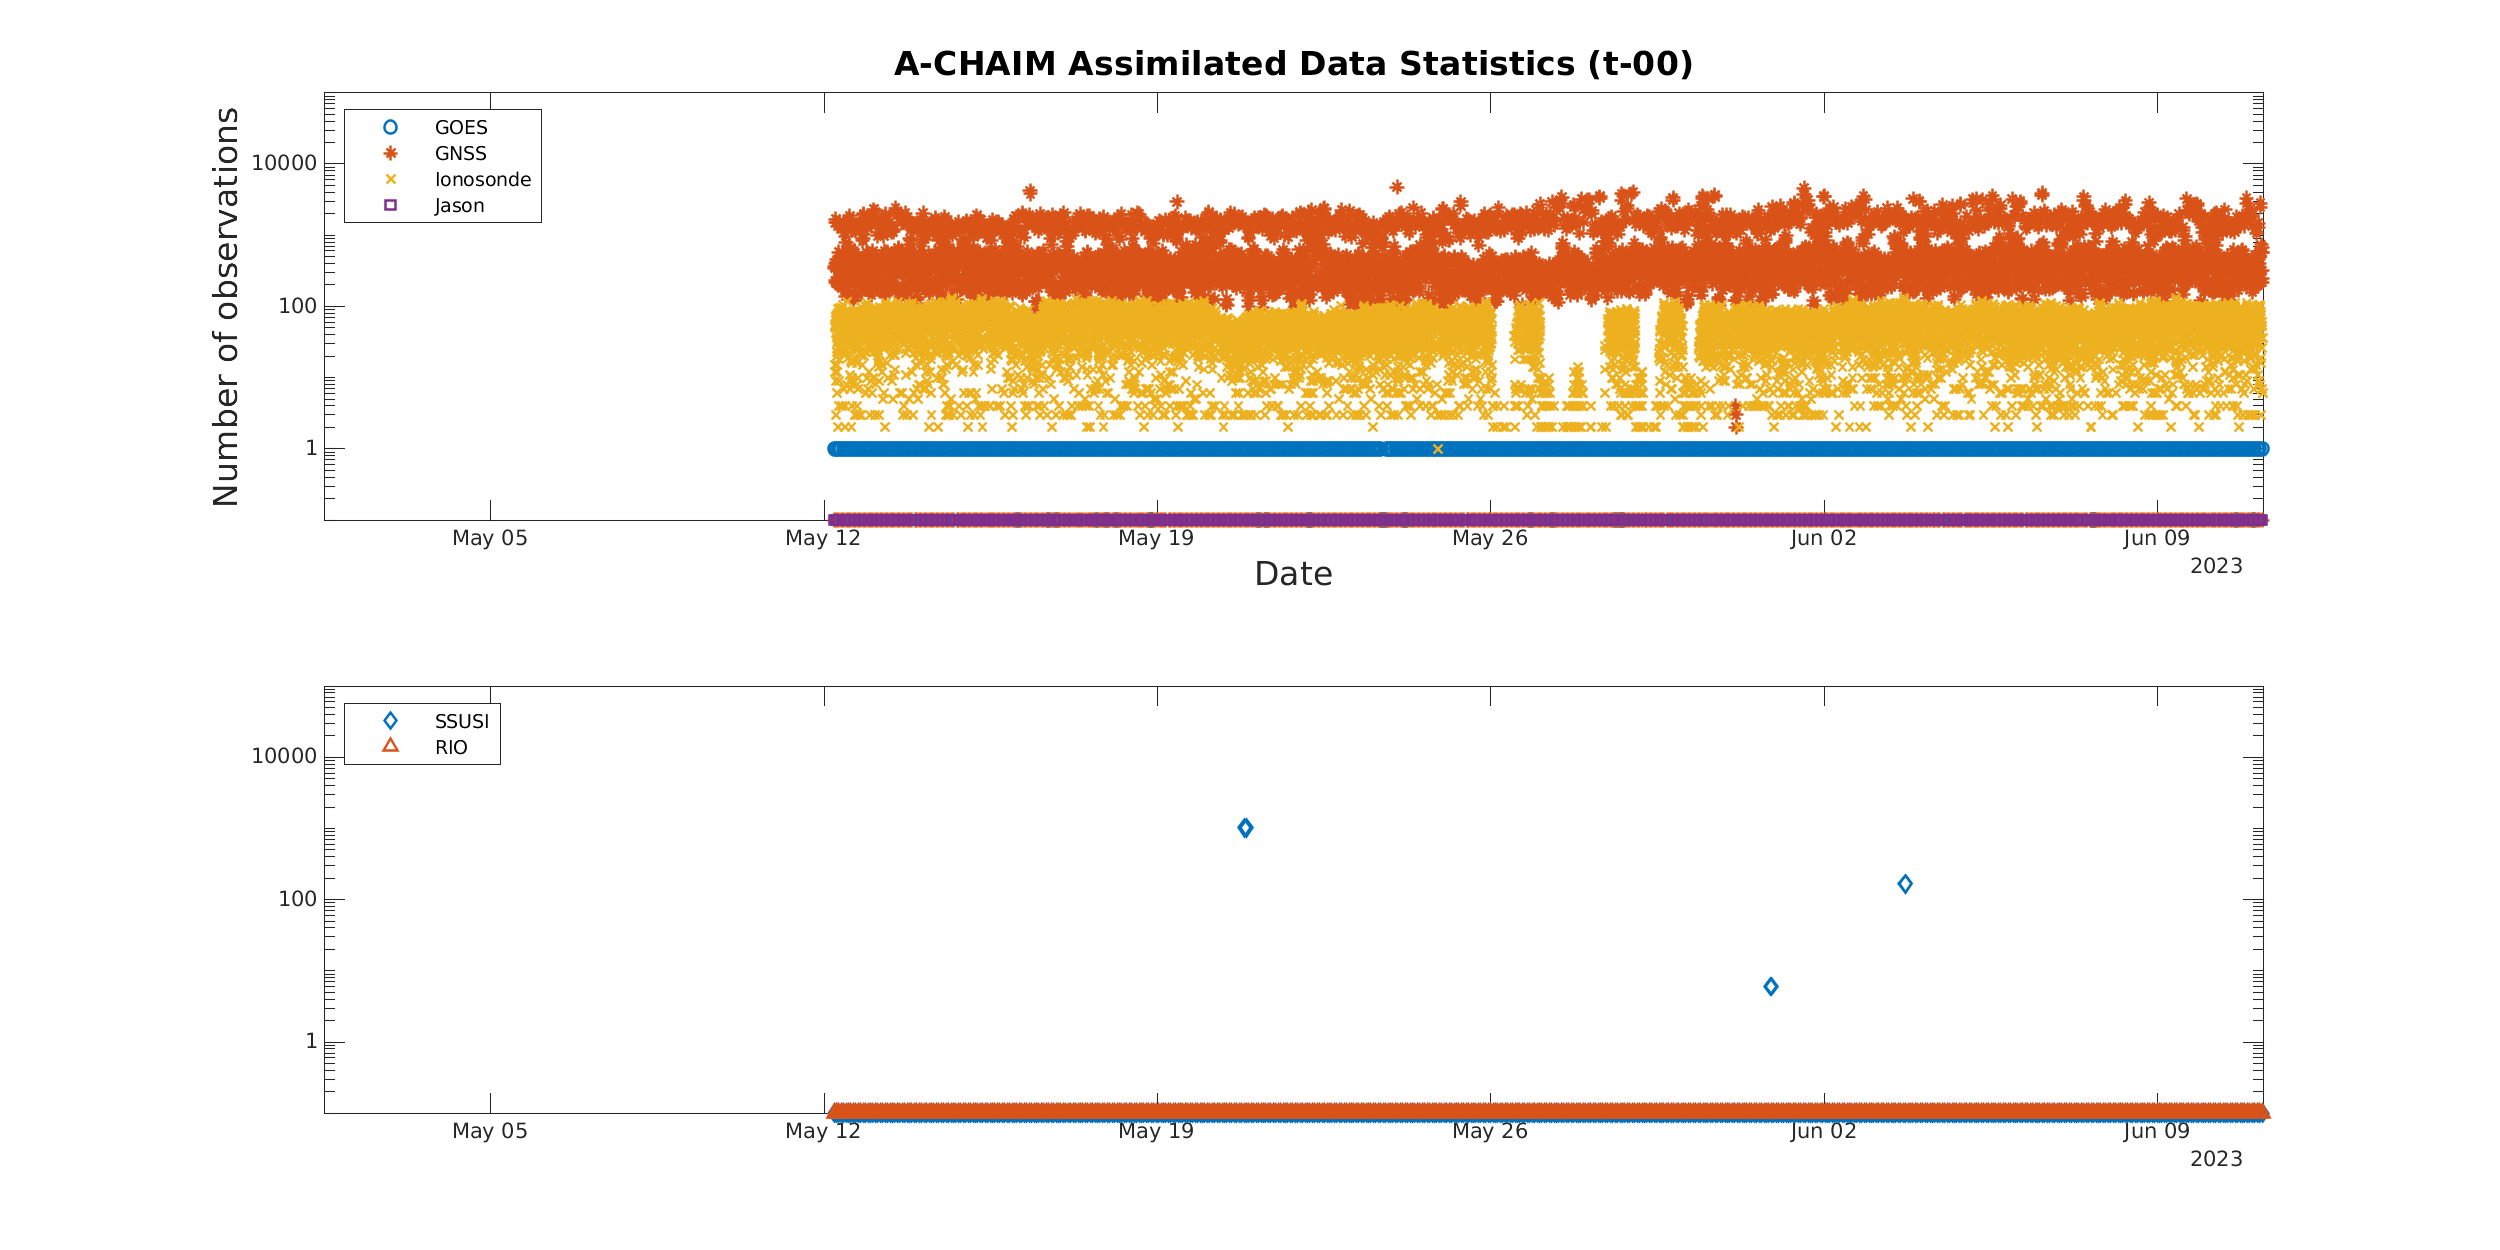 A-CHAIM Assimilated Data Statistics (t-00)
Number of observations
10000
100
1
GOES
GNSS
Ionosonde
Jason
May 05
May 12
May 19
May 26
Jun 02
Jun 09
2023
Date
10000
100
1
SSUSI
RIO
May 05
May 12
May 19
May 26
Jun 02
Jun 09
2023